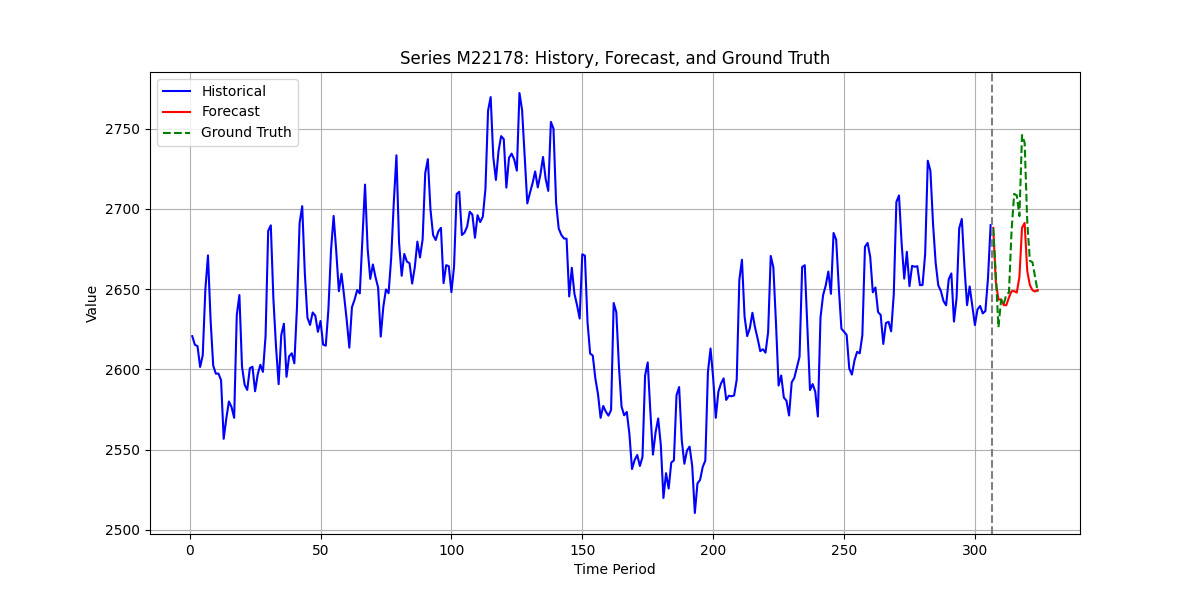 Series M22178: History, Forecast, and Ground Truth
Historical
Forecast
Ground Truth
Value
2750
2700
2650
2600
2550
2500
0 50 100 150 200 250 300
Time Period